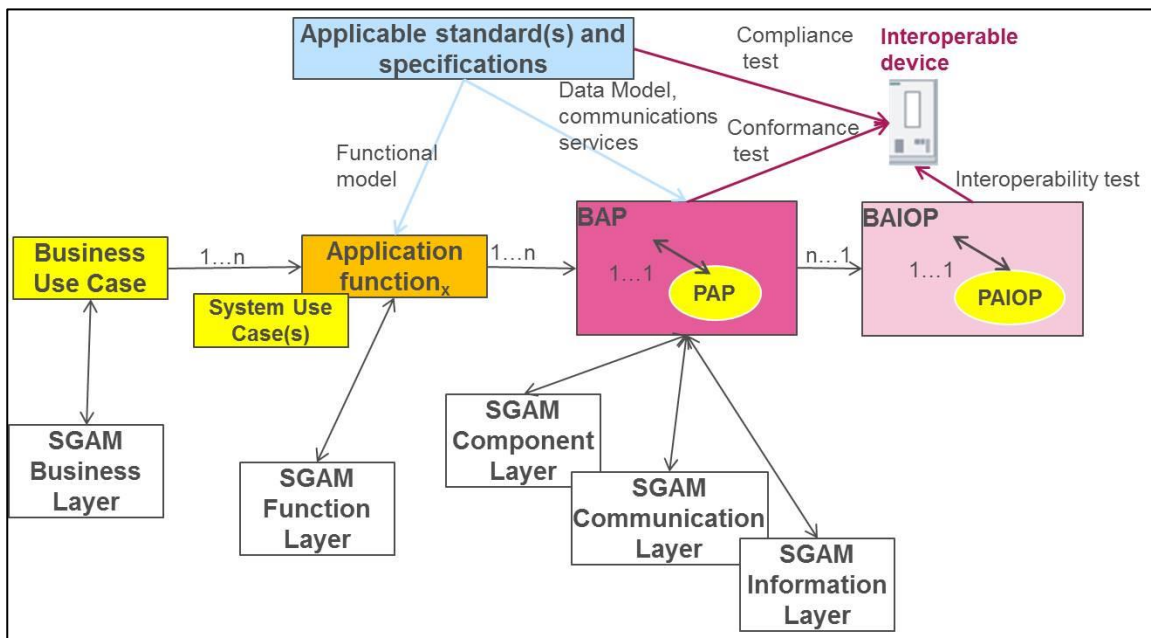 Applicable standard(s) and
specifications
Compliance
test
Interoperable
device
Data Model,
communications
services
Conformance
test
Functional
model
Interoperability test
Business
Use Case
1...n
Application
functionx
System Use
Case(s)
1...n
BAP
1...1
PAP
n...1
BAIOP
1...1
PAIOP
SGAM
Business
Layer
SGAM
Function
Layer
SGAM
Component
Layer
SGAM
Communication
Layer
SGAM
Information
Layer